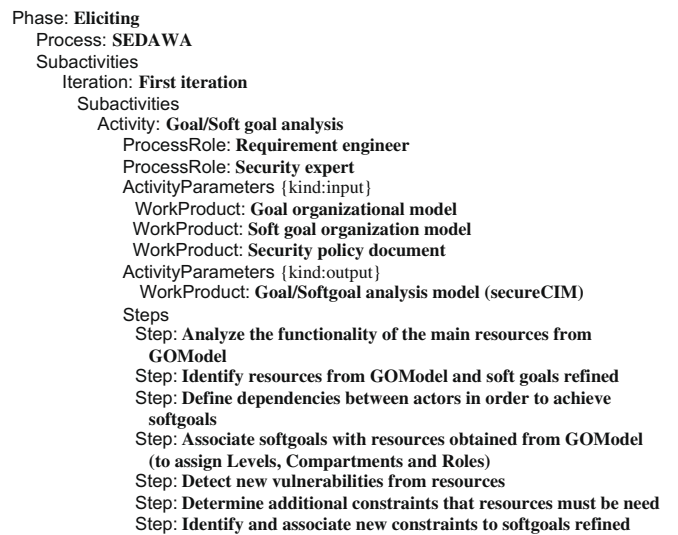 Phase: Eliciting
Process: SEDAWA
Subactivities
Iteration: First iteration
Subactivities
Activity: Goal/Soft goal analysis
ProcessRole: Requirement engineer
ProcessRole: Security expert
ActivityParameters {kind:input}
WorkProduct: Goal organizational model
WorkProduct: Soft goal organization model
WorkProduct: Security policy document
ActivityParameters {kind:output}
WorkProduct: Goal/Softgoal analysis model (secureCIM)
Steps
Step: Analyze the functionality of the main resources from
GOModel
Step: Identify resources from GOModel and soft goals refined
Step: Define dependencies between actors in order to achieve
softgoals
Step: Associate softgoals with resources obtained from GOModel
(to assign Levels, Compartments and Roles)
Step: Detect new vulnerabilities from resources
Step: Determine additional constraints that resources must be need
Step: Identify and associate new constraints to softgoals refined